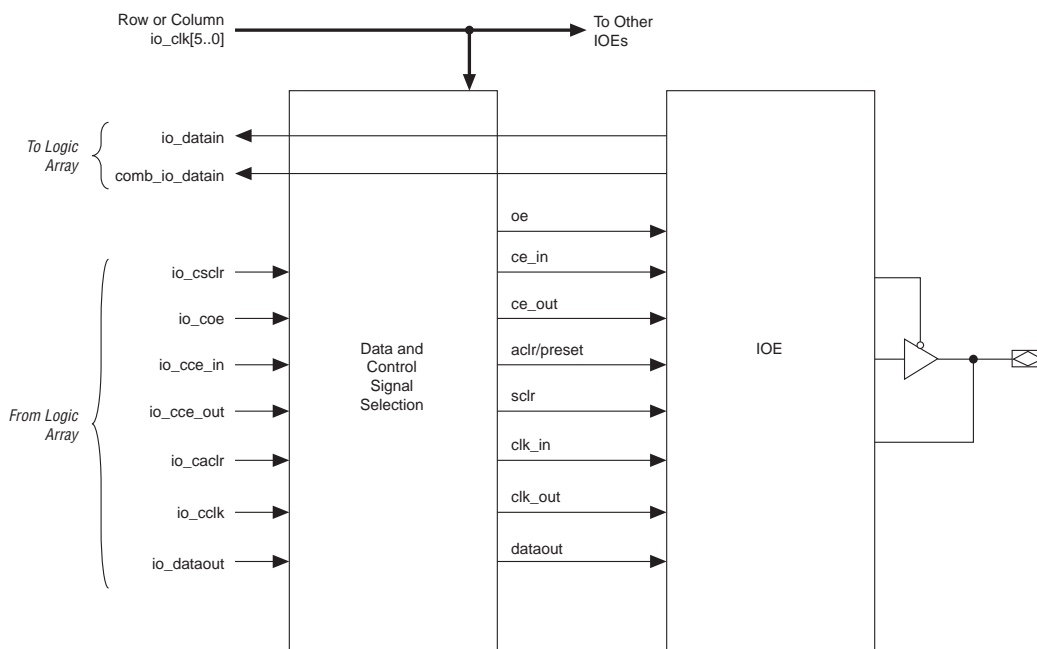 Row or Column
io_clk[5..0]
To Other
IOEs
To Logic
Array
io_datain
comb_io_datain
From Logic
Array
io_csclr
io_coe
io_cce_in
io_cce_out
io_caclr
io_cclk
io_dataout
Data and
Control
Signal
Selection
oe
ce_in
ce_out
aclr/preset
sclr
clk_in
clk_out
dataout
IOE